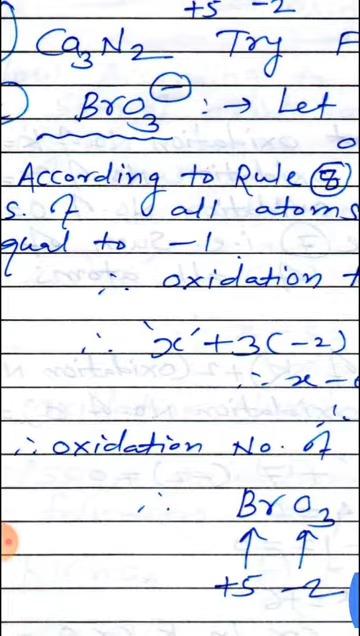 +5 -2
Ca3N2 Try F
BrO3⁻ :→ Let
o
According to Rule ⑧
s. of all atoms
qual to -1
∴ oxidation
∴ 'x' + 3(-2)
∴ x -
∴ oxidation No. of
∴ BrO3
↑ ↑
+5 -2